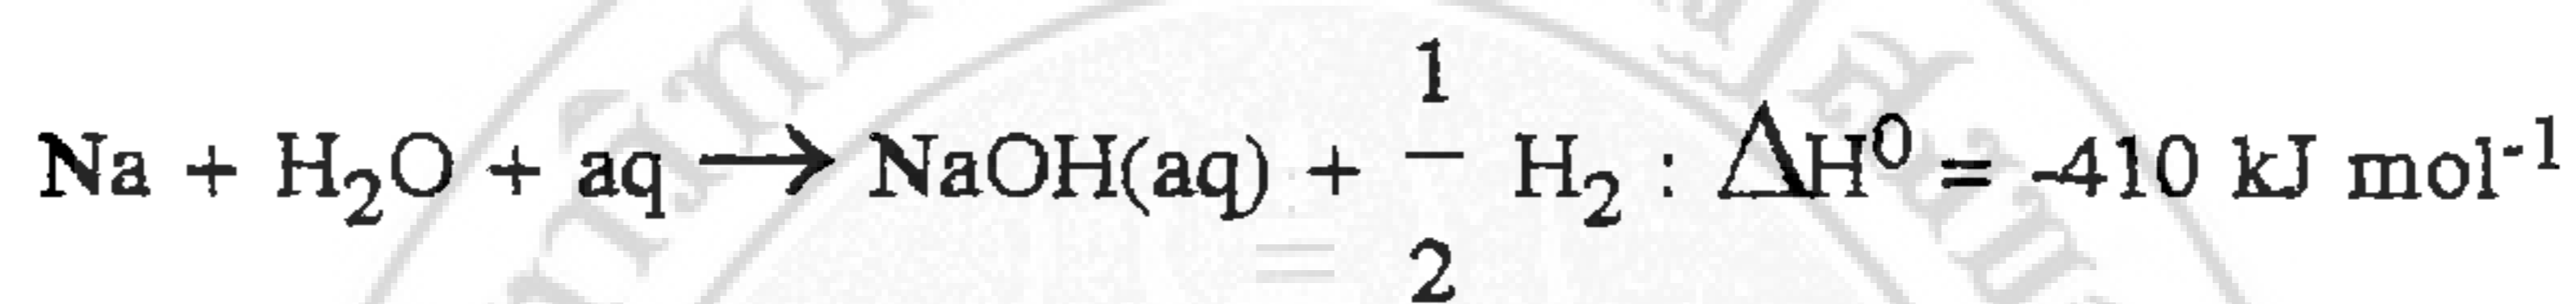 Na + H₂O + aq → NaOH(aq) + 1/2 H₂ : ΔH⁰ = -410 kJ mol⁻¹